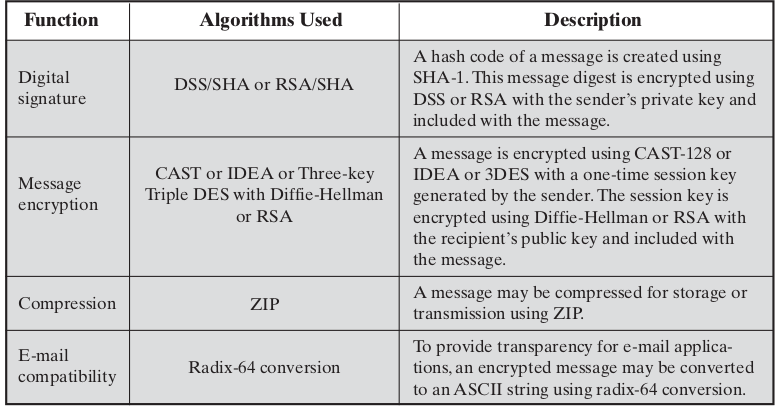 Function
Algorithms Used
Description
Digital
signature
DSS/SHA or RSA/SHA
A hash code of a message is created using
SHA-1. This message digest is encrypted using
DSS or RSA with the sender's private key and
included with the message.
Message
encryption
CAST or IDEA or Three-key
Triple DES with Diffie-Hellman
or RSA
A message is encrypted using CAST-128 or
IDEA or 3DES with a one-time session key
generated by the sender. The session key is
encrypted using Diffie-Hellman or RSA with
the recipient's public key and included with
the message.
Compression
ZIP
A message may be compressed for storage or
transmission using ZIP.
E-mail
compatibility
Radix-64 conversion
To provide transparency for e-mail applica-
tions, an encrypted message may be converted
to an ASCII string using radix-64 conversion.